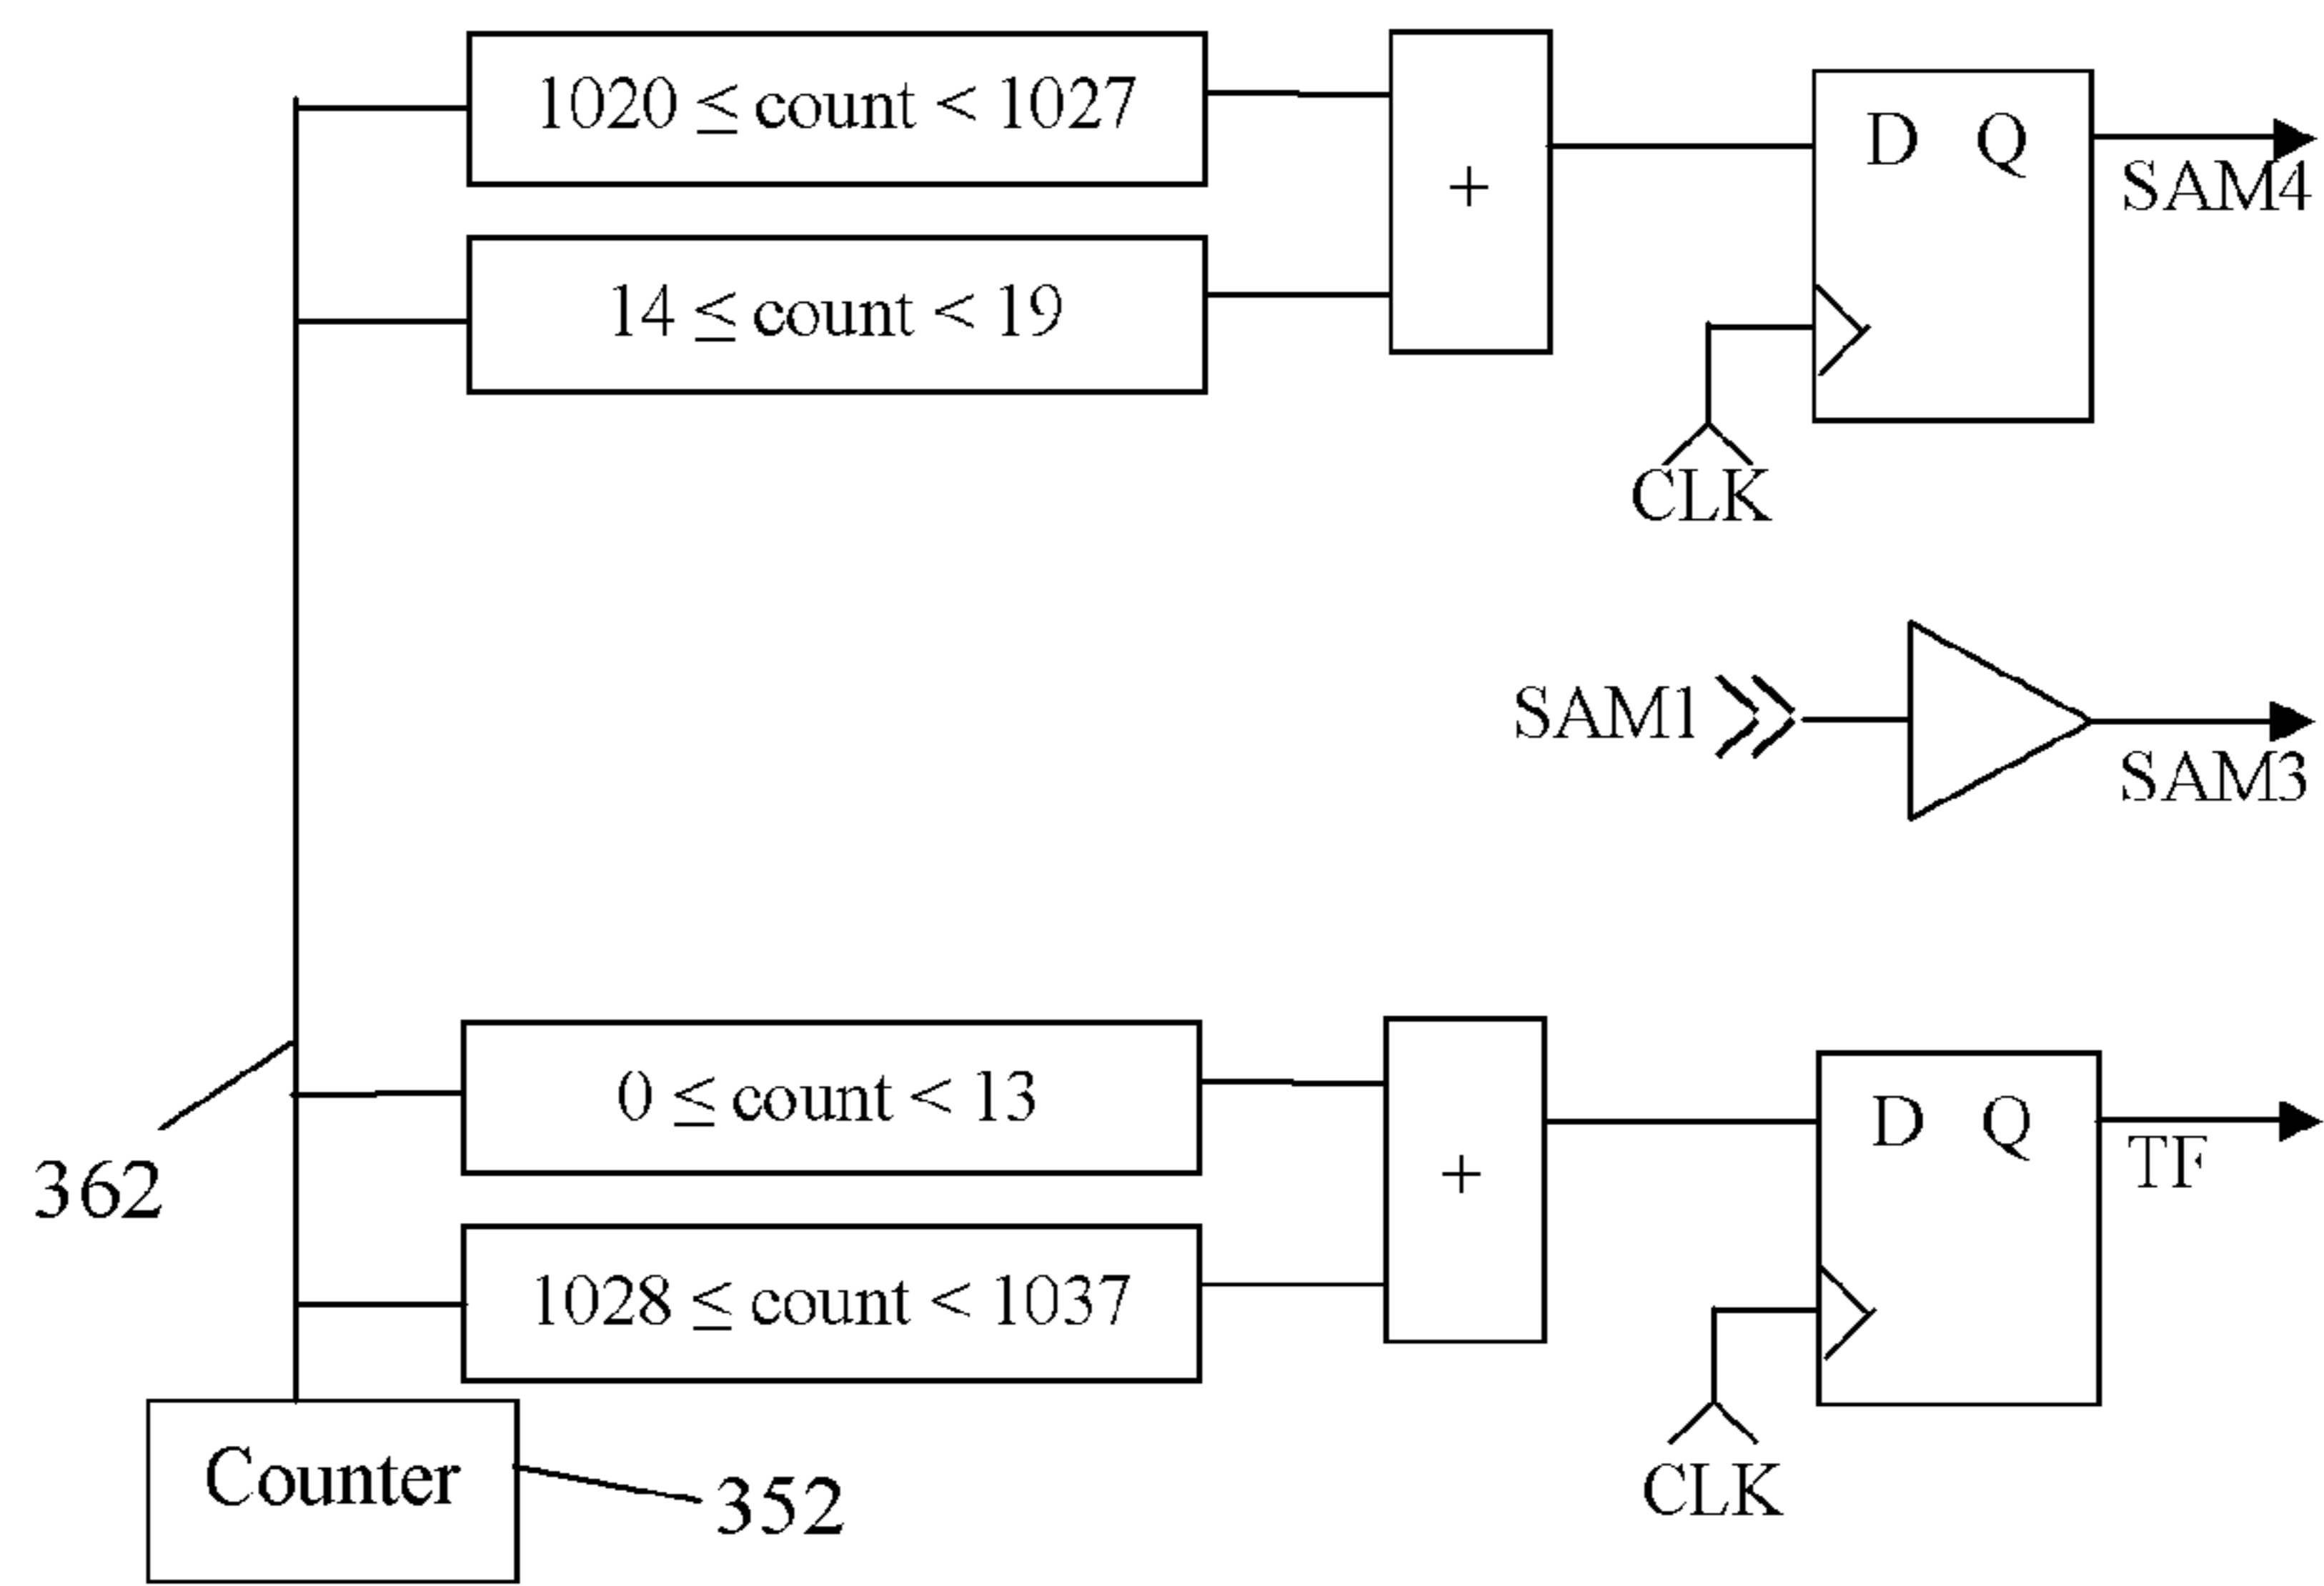 1020 ≤ count < 1027
+
D Q
SAM4
14 ≤ count < 19
CLK
SAM1
SAM3
0 ≤ count < 13
+
D Q
TF
362
1028 ≤ count < 1037
Counter
352
CLK